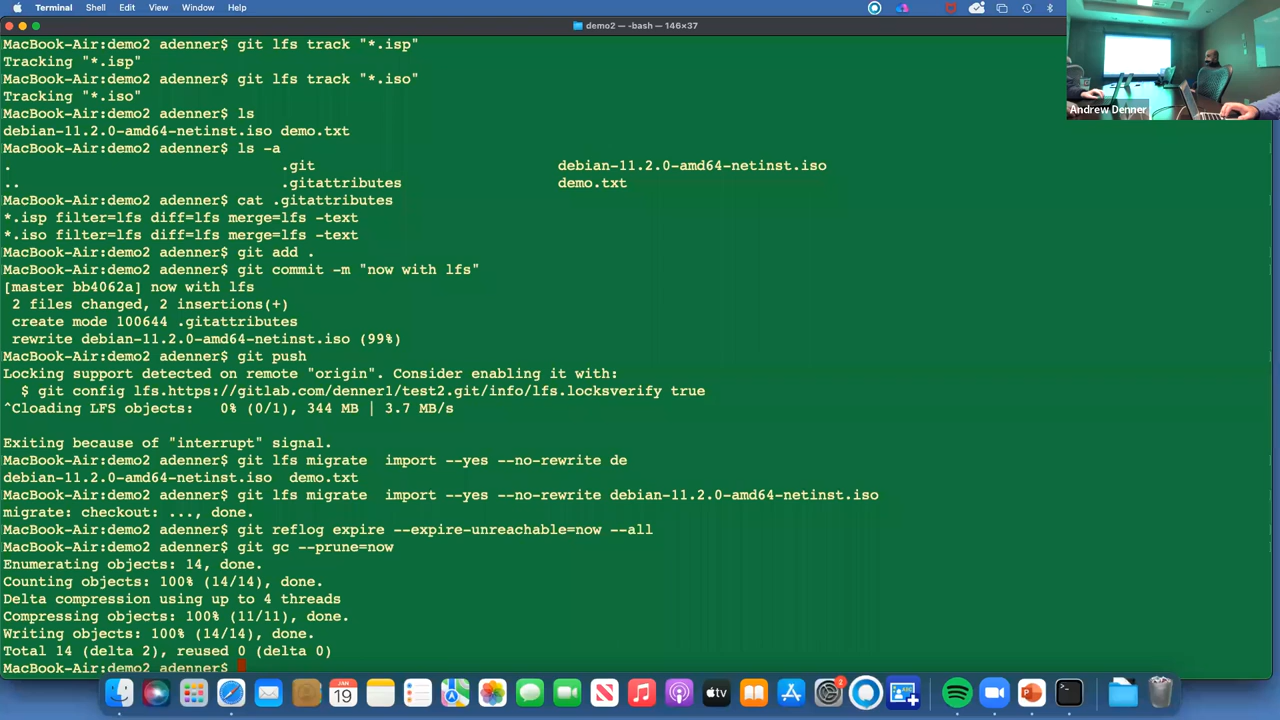 Terminal Shell Edit View Window Help
demo2 — -bash — 146×37
MacBook-Air:demo2 adenner$ git lfs track "*.isp"
Tracking "*.isp"
MacBook-Air:demo2 adenner$ git lfs track "*.iso"
Tracking "*.iso"
MacBook-Air:demo2 adenner$ ls
debian-11.2.0-amd64-netinst.iso demo.txt
MacBook-Air:demo2 adenner$ ls -a
. .git debian-11.2.0-amd64-netinst.iso
.. .gitattributes demo.txt
MacBook-Air:demo2 adenner$ cat .gitattributes
*.isp filter=lfs diff=lfs merge=lfs -text
*.iso filter=lfs diff=lfs merge=lfs -text
MacBook-Air:demo2 adenner$ git add .
MacBook-Air:demo2 adenner$ git commit -m "now with lfs"
[master bb4062a] now with lfs
2 files changed, 2 insertions(+)
create mode 100644 .gitattributes
rewrite debian-11.2.0-amd64-netinst.iso (99%)
MacBook-Air:demo2 adenner$ git push
Locking support detected on remote "origin". Consider enabling it with:
$ git config lfs.https://gitlab.com/denner1/test2.git/info/lfs.locksverify true
^Cloading LFS objects: 0% (0/1), 344 MB | 3.7 MB/s
Exiting because of "interrupt" signal.
MacBook-Air:demo2 adenner$ git lfs migrate import --yes --no-rewrite de
debian-11.2.0-amd64-netinst.iso demo.txt
MacBook-Air:demo2 adenner$ git lfs migrate import --yes --no-rewrite debian-11.2.0-amd64-netinst.iso
migrate: checkout: ..., done.
MacBook-Air:demo2 adenner$ git reflog expire --expire-unreachable=now --all
MacBook-Air:demo2 adenner$ git gc --prune=now
Enumerating objects: 14, done.
Counting objects: 100% (14/14), done.
Delta compression using up to 4 threads
Compressing objects: 100% (11/11), done.
Writing objects: 100% (14/14), done.
Total 14 (delta 2), reused 0 (delta 0)
MacBook-Air:demo2 adenner$
Andrew Denner
JAN
19
tv
2